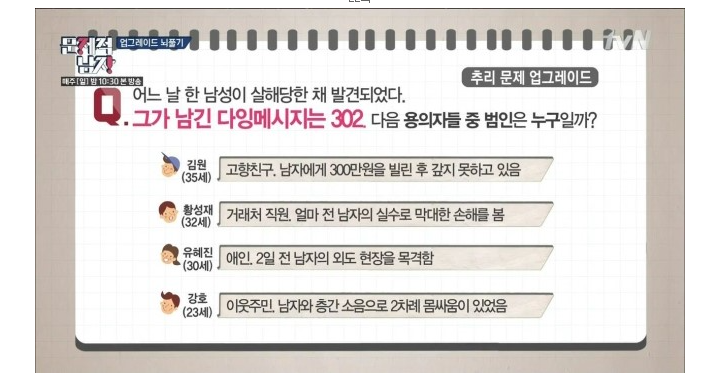 문제적
남자
업그레이드 뇌풀기
매주[일] 밤 10:30 본 방송
tvN
추리 문제 업그레이드
Q. 어느 날 한 남성이 살해당한 채 발견되었다.
그가 남긴 다잉메시지는 302. 다음 용의자들 중 범인은 누구일까?
김원
(35세)
고향친구. 남자에게 300만원을 빌린 후 갚지 못하고 있음
황성재
(32세)
거래처 직원. 얼마 전 남자의 실수로 막대한 손해를 봄
유혜진
(30세)
애인. 2일 전 남자의 외도 현장을 목격함
강호
(23세)
이웃주민. 남자와 층간 소음으로 2차례 몸싸움이 있었음